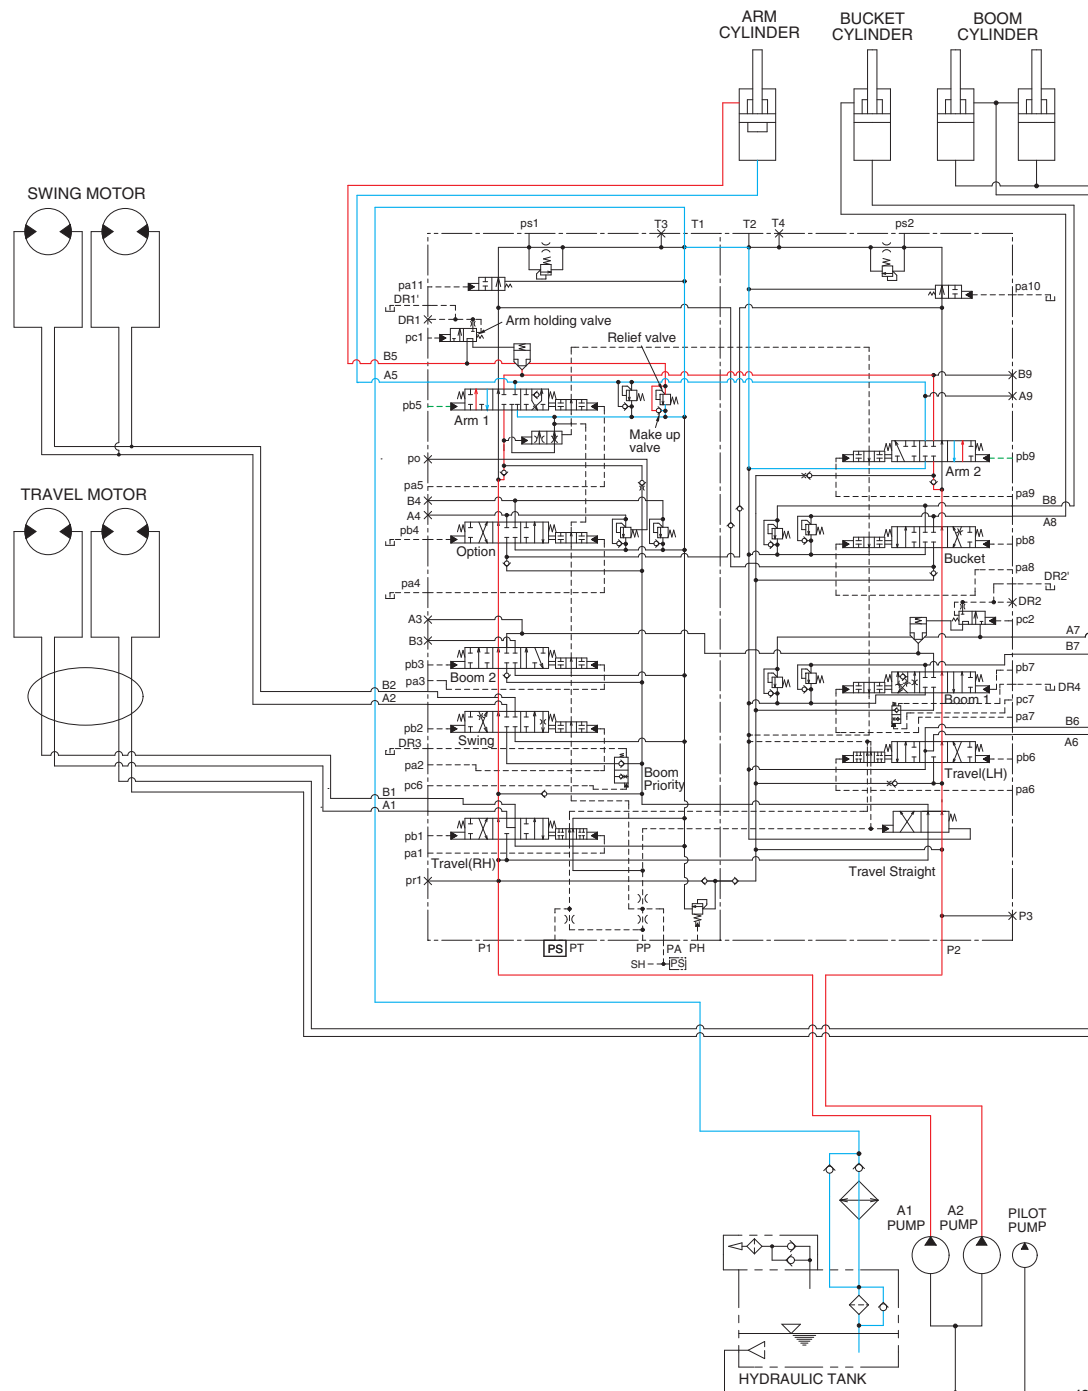 ARM
CYLINDER
BUCKET
CYLINDER
BOOM
CYLINDER
SWING MOTOR
TRAVEL MOTOR
ps1
T3
T1
T2
T4
ps2
pa11
DR1'
DR1
pc1
Arm holding valve
Relief valve
B5
A5
pb5
Arm 1
Make up
valve
po
pa5
B4
A4
pb4
Option
pa4
A3
B3
pb3
Boom 2
pa3
B2
A2
pb2
Swing
DR3
pa2
Boom
Priority
pc6
B1
A1
pb1
pa1
Travel(RH)
pr1
pa10
B9
A9
Arm 2
pb9
pa9
B8
A8
pb8
Bucket
pa8
DR2'
DR2
pc2
A7
B7
pb7
DR4
Boom 1
pc7
pa7
B6
A6
Travel(LH)
pb6
pa6
Travel Straight
P3
P1
PS
PT
PP
PA
PH
P2
SH
PS
A1
PUMP
A2
PUMP
PILOT
PUMP
HYDRAULIC TANK